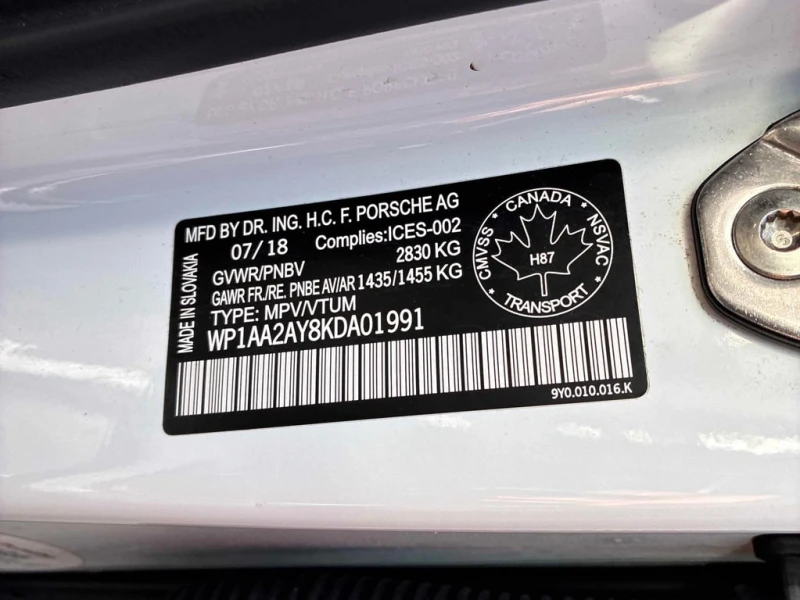 MFD BY DR. ING. H.C. F. PORSCHE AG
07/18 Complies:ICES-002
GVWR/PNBV 2830 KG
GAWR FR./RE. PNBE AV/AR 1435/1455 KG
TYPE: MPV/VTUM
WP1AA2AY8KDA01991
MADE IN SLOVAKIA
CANADA
CMVSS
NSVAC
H87
TRANSPORT
9Y0.010.016.K